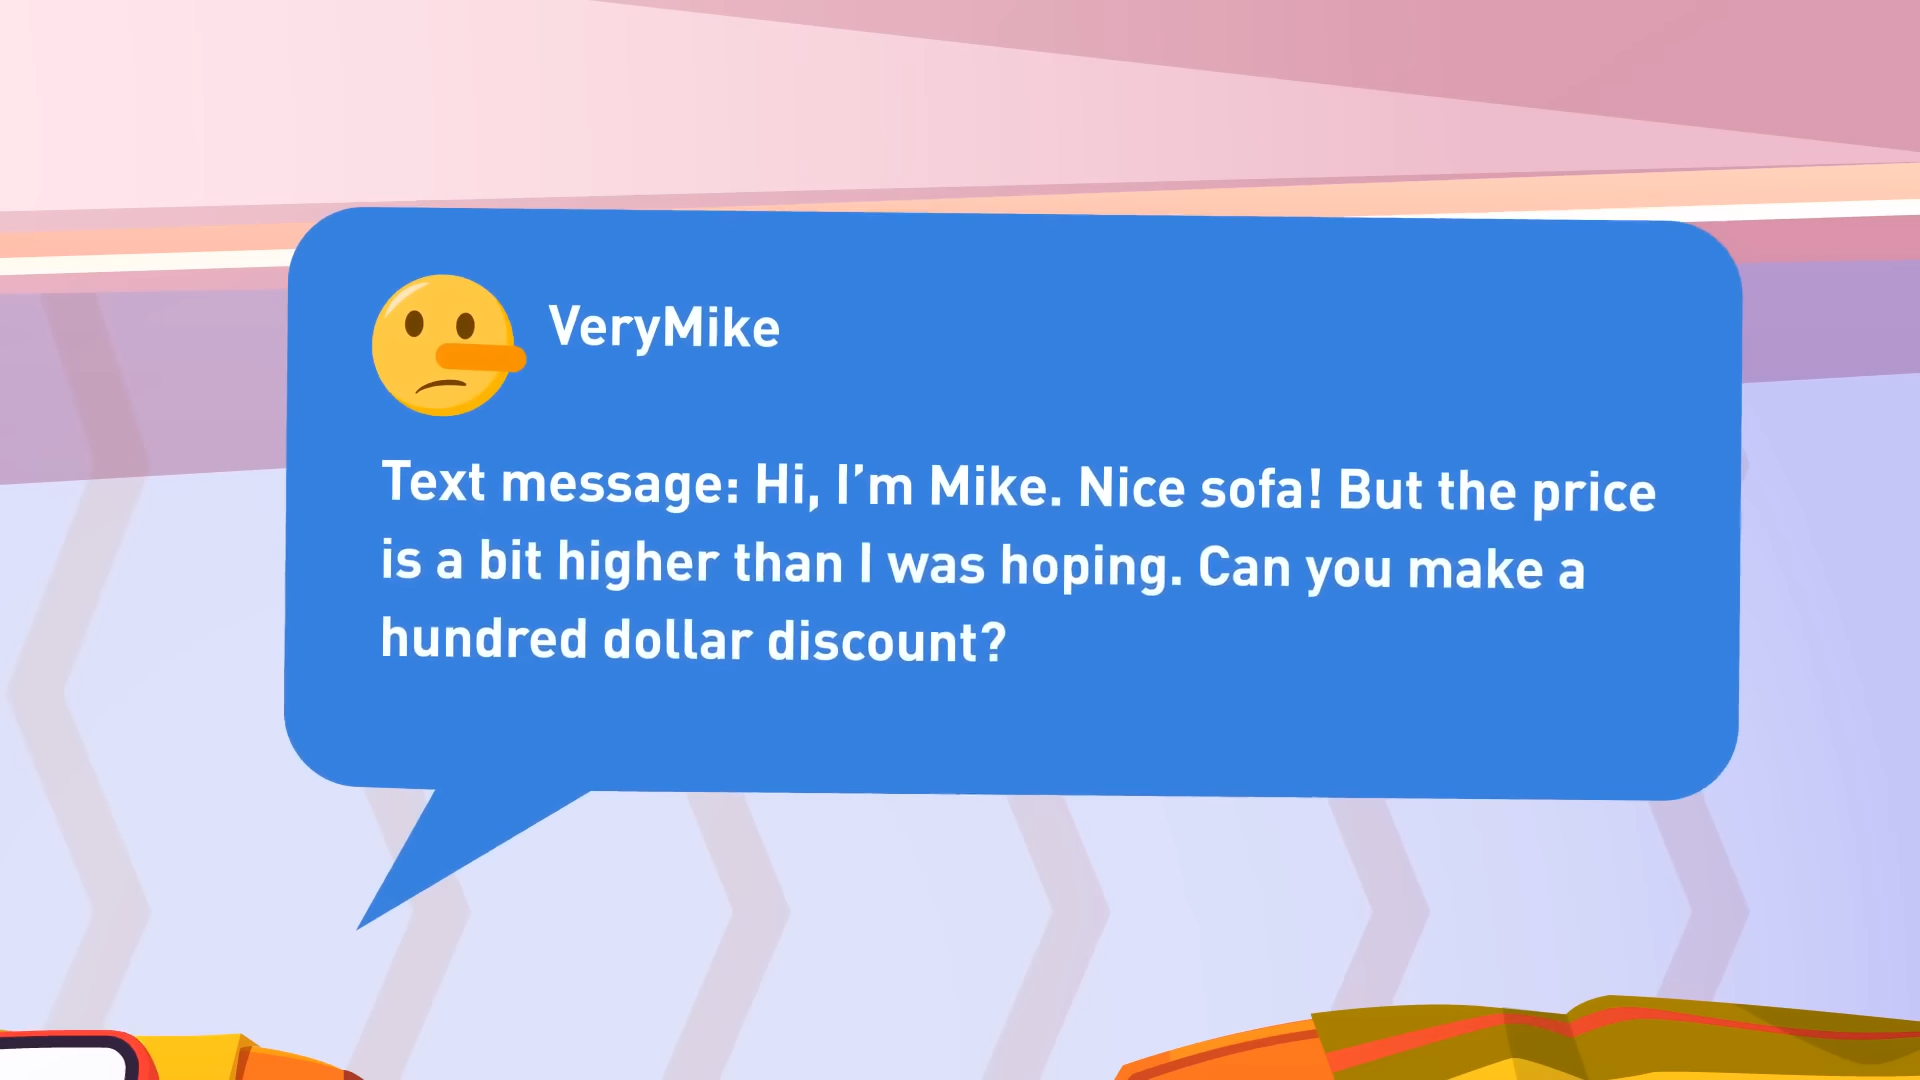 VeryMike
Text message: Hi, I’m Mike. Nice sofa! But the price
is a bit higher than I was hoping. Can you make a
hundred dollar discount?